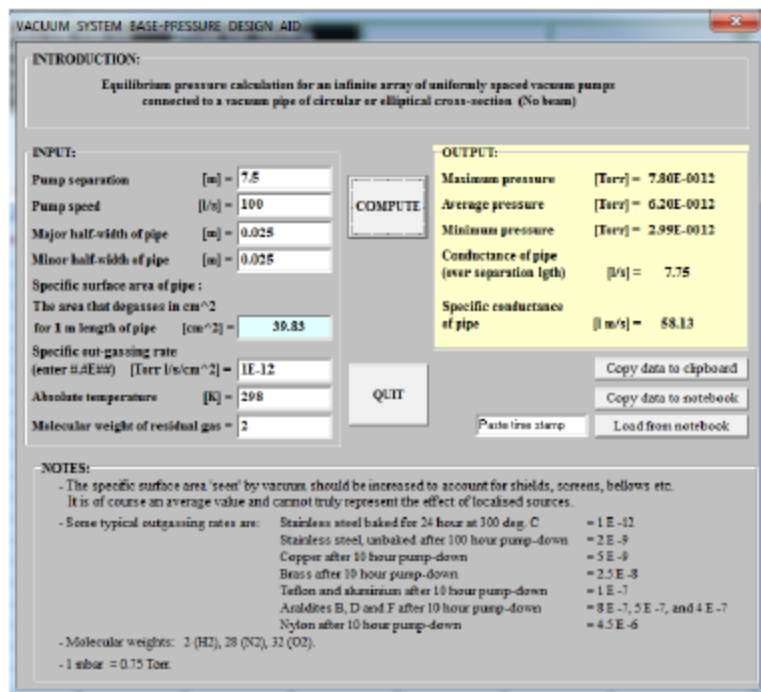 VACUUM SYSTEM BASE-PRESSURE DESIGN AID
INTRODUCTION:
Equilibrium pressure calculation for an infinite array of uniformly spaced vacuum pumps
connected to a vacuum pipe of circular or elliptical cross-section (No beam)
INPUT:
Pump separation [m] = 7.5
Pump speed [l/s] = 100
Major half-width of pipe [m] = 0.025
Minor half-width of pipe [m] = 0.025
Specific surface area of pipe :
The area that degasses in cm^2
for 1 m length of pipe [cm^2] = 39.83
Specific out-gassing rate
(enter #.#E##) [Torr l/s/cm^2] = 1E-12
Absolute temperature [K] = 298
Molecular weight of residual gas = 2
COMPUTE
QUIT
OUTPUT:
Maximum pressure [Torr] = 7.80E-0012
Average pressure [Torr] = 6.20E-0012
Minimum pressure [Torr] = 2.99E-0012
Conductance of pipe
(over separation lgth) [l/s] = 7.75
Specific conductance
of pipe [l m/s] = 58.13
Copy data to clipboard
Copy data to notebook
Paste time stamp
Load from notebook
NOTES:
- The specific surface area 'seen' by vacuum should be increased to account for shields, screens, bellows etc.
It is of course an average value and cannot truly represent the effect of localised sources.
- Some typical outgassing rates are: Stainless steel baked for 24 hour at 300 deg. C = 1 E -12
Stainless steel, unbaked after 100 hour pump-down = 2 E -9
Copper after 10 hour pump-down = 5 E -9
Brass after 10 hour pump-down = 2.5 E -8
Teflon and aluminium after 10 hour pump-down = 1 E -7
Araldites B, D and F after 10 hour pump-down = 8 E -7, 5 E -7, and 4 E -7
Nylon after 10 hour pump-down = 4.5 E -6
- Molecular weights: 2 (H2), 28 (N2), 32 (O2).
- 1 mbar = 0.75 Torr.